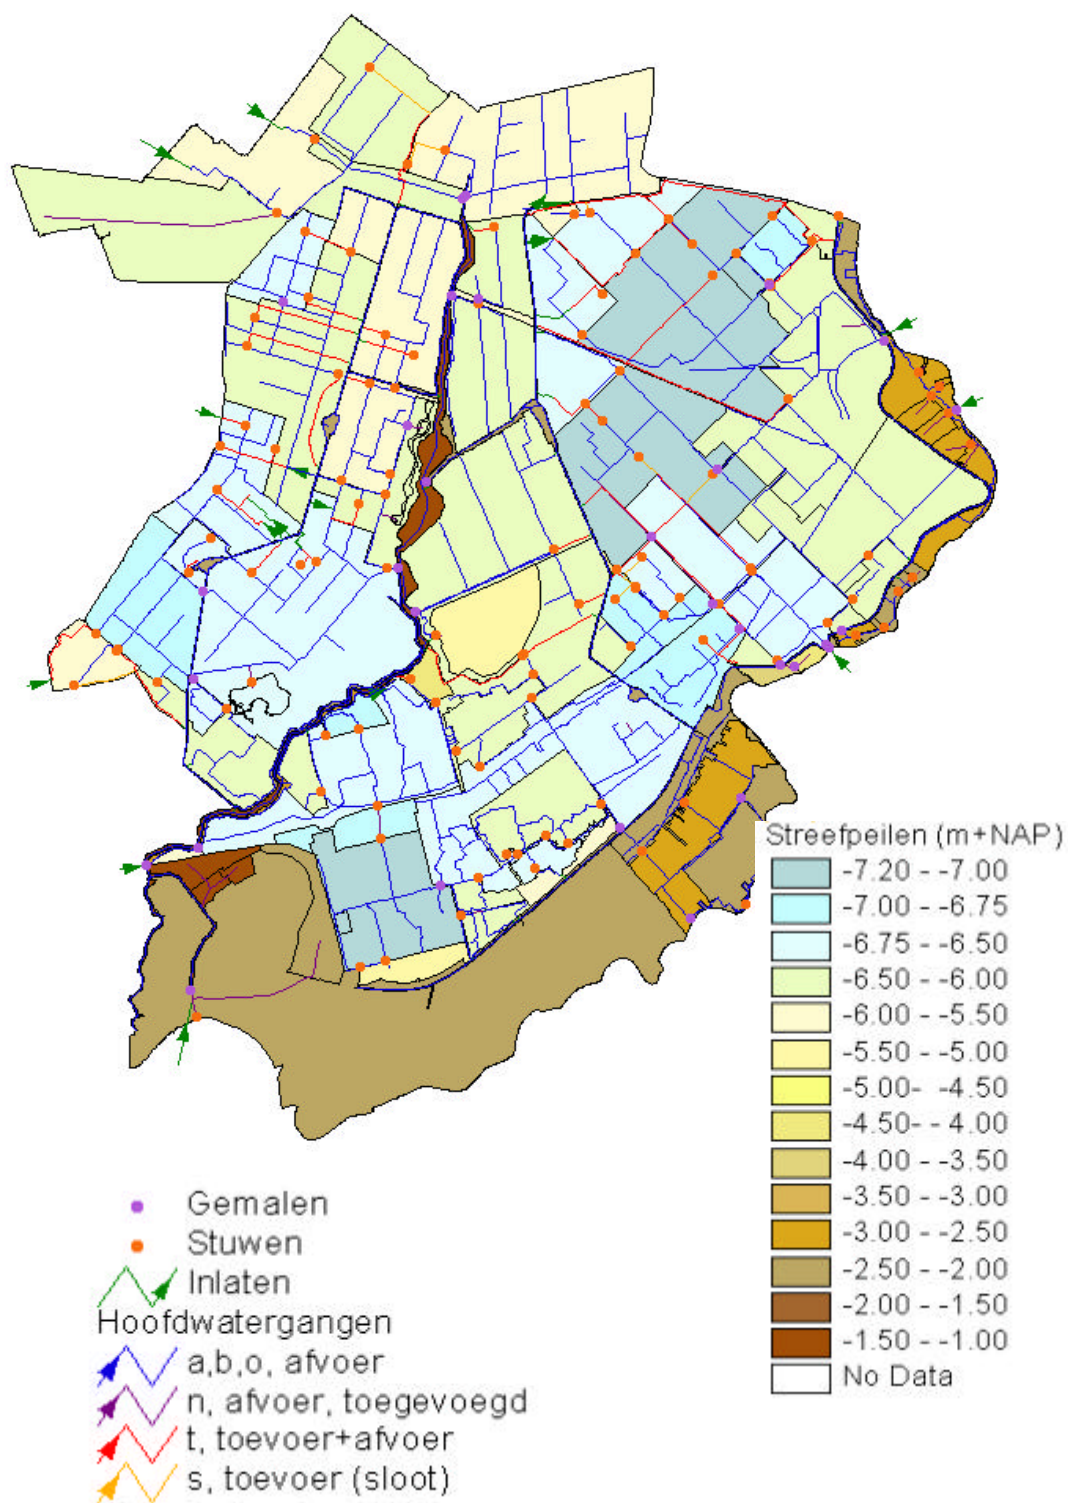 Streefpeilen (m+NAP)
-7.20 - -7.00
-7.00 - -6.75
-6.75 - -6.50
-6.50 - -6.00
-6.00 - -5.50
-5.50 - -5.00
-5.00- -4.50
-4.50- -4.00
-4.00 - -3.50
-3.50 - -3.00
-3.00 - -2.50
-2.50 - -2.00
-2.00 - -1.50
-1.50 - -1.00
No Data
Gemalen
Stuwen
Inlaten
Hoofdwatergangen
a,b,o, afvoer
n, afvoer, toegevoegd
t, toevoer+afvoer
s, toevoer (sloot)